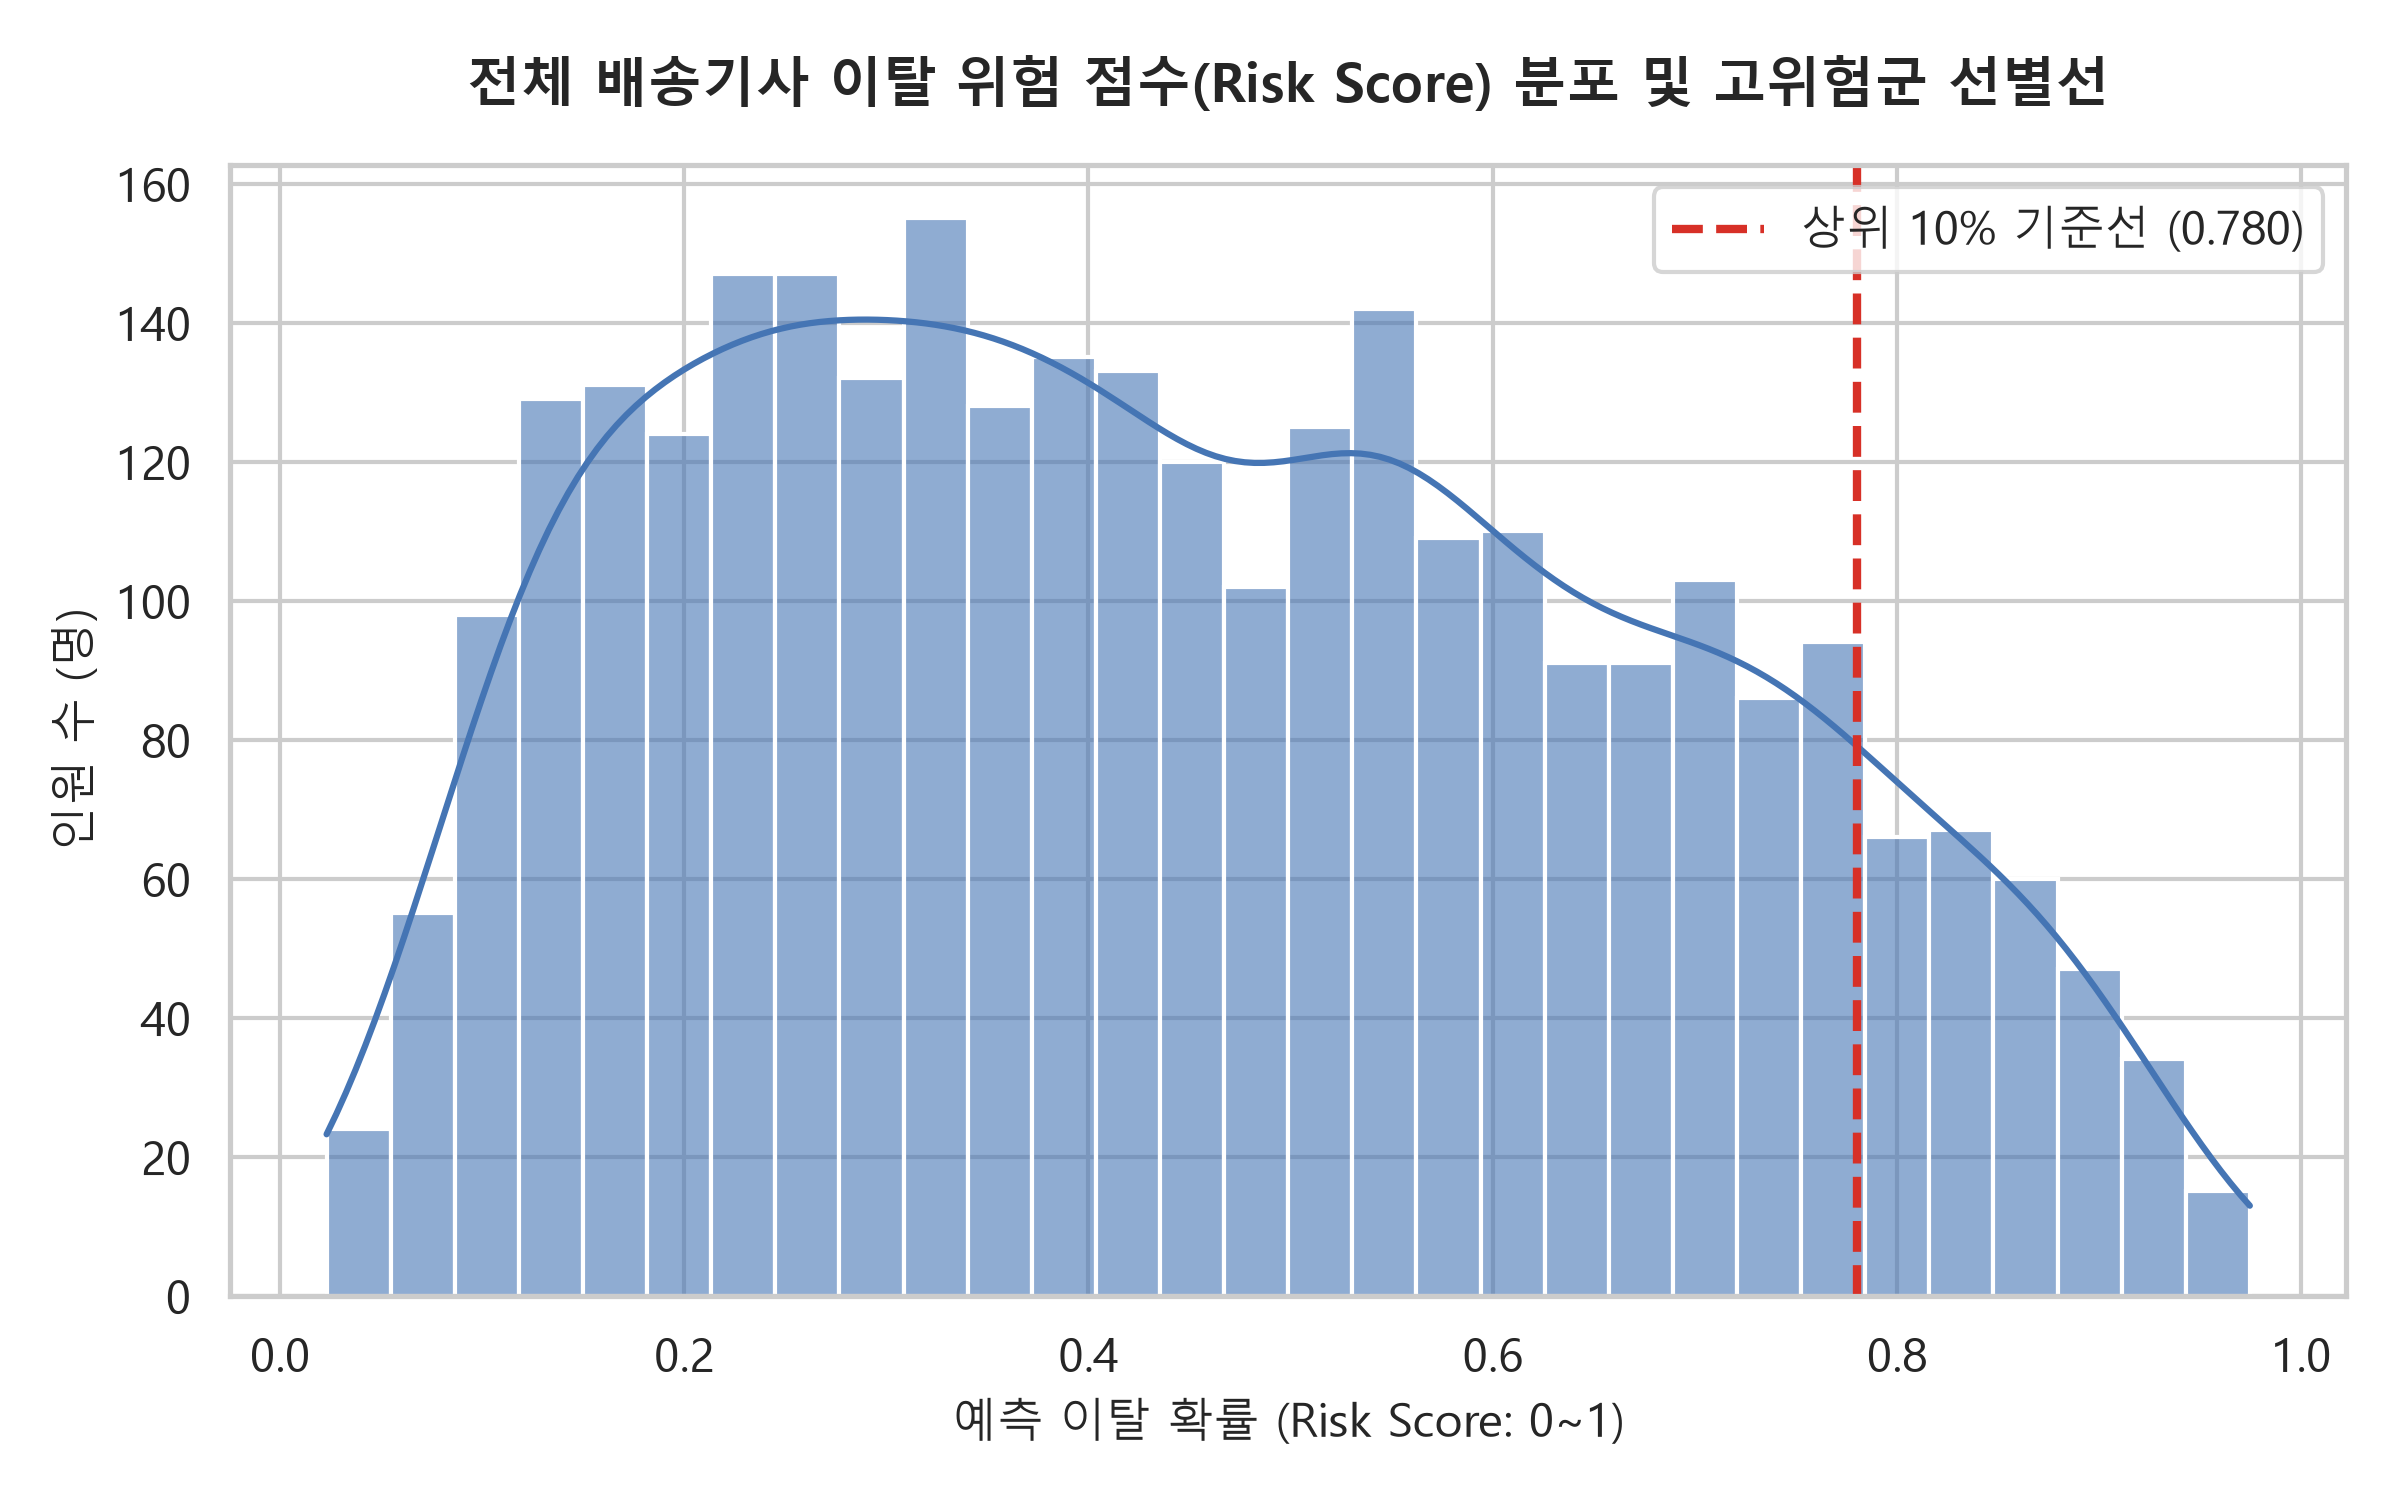 전체 배송기사 이탈 위험 점수(Risk Score) 분포 및 고위험군 선별선
상위 10% 기준선 (0.780)
160
140
120
100
80
60
40
20
0
인원 수 (명)
0.0 0.2 0.4 0.6 0.8 1.0
예측 이탈 확률 (Risk Score: 0~1)